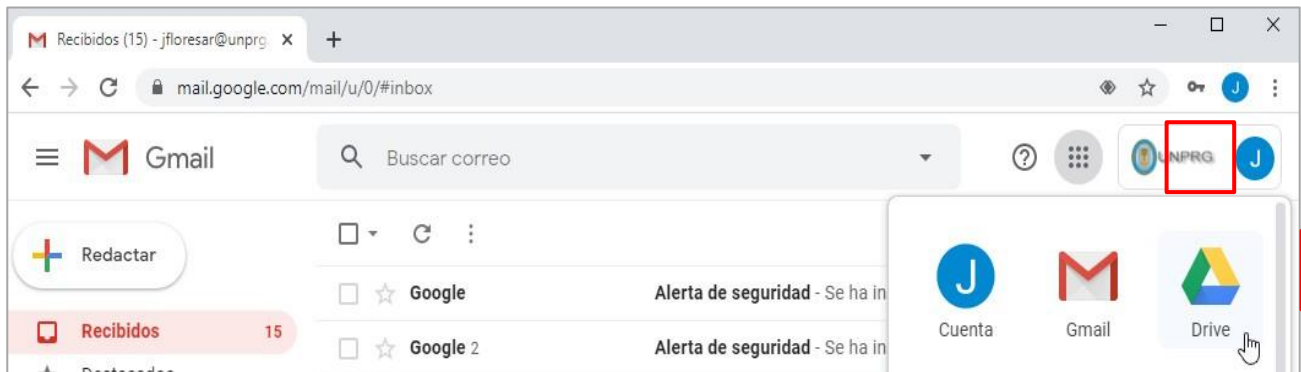 Recibidos (15) - jfloresar@unprg
mail.google.com/mail/u/0/#inbox
J
Gmail
Buscar correo
UNPRG
J
Redactar
Google
Alerta de seguridad - Se ha in
J
Cuenta
Gmail
Drive
Recibidos
15
Google 2
Alerta de seguridad - Se ha in
Destacados